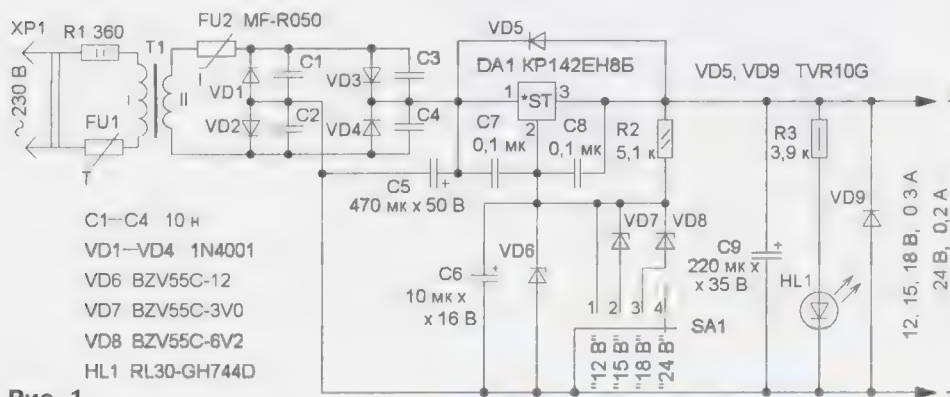 XP1
R1 360
T1
FU2 MF-R050
~230 В
I
II
FU1
T
I
VD1
VD2
C1
C2
VD3
VD4
C3
C4
VD5
DA1 КР142ЕН8Б
1
*ST
3
2
C7
0,1 мк
C8
0,1 мк
R2
5,1 к
VD5, VD9 TVR10G
R3
3,9 к
VD9
C5
+
470 мк x 50 В
C6
+
10 мк x
x 16 В
VD6
VD7
VD8
1
2
3
4
SA1
"12 В"
"15 В"
"18 В"
"24 В"
C9
+
220 мк x
x 35 В
HL1
12, 15, 18 В, 0 3 А
24 В, 0,2 А
C1—C4 10 н
VD1—VD4 1N4001
VD6 BZV55C-12
VD7 BZV55C-3V0
VD8 BZV55C-6V2
HL1 RL30-GH744D